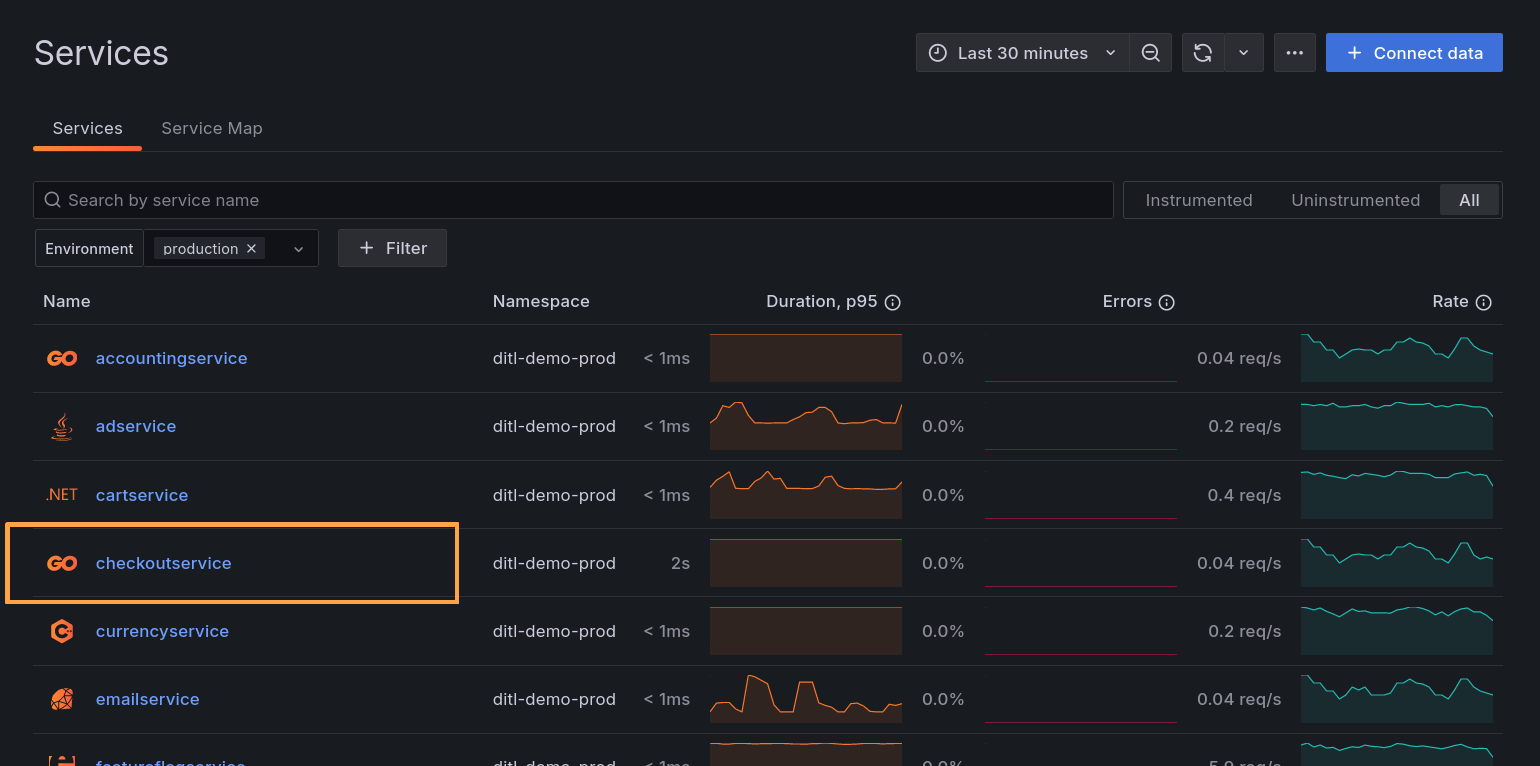 Services
Last 30 minutes
Connect data
Services Service Map
Search by service name
Instrumented Uninstrumented All
Environment production Filter
Name Namespace Duration, p95 Errors Rate
GO accountingservice ditl-demo-prod < 1ms 0.0% 0.04 req/s
adservice ditl-demo-prod < 1ms 0.0% 0.2 req/s
.NET cartservice ditl-demo-prod < 1ms 0.0% 0.4 req/s
GO checkoutservice ditl-demo-prod 2s 0.0% 0.04 req/s
currencyservice ditl-demo-prod < 1ms 0.0% 0.2 req/s
emailservice ditl-demo-prod < 1ms 0.0% 0.04 req/s
featureflagservice ditl-demo-prod < 1ms 0.0%